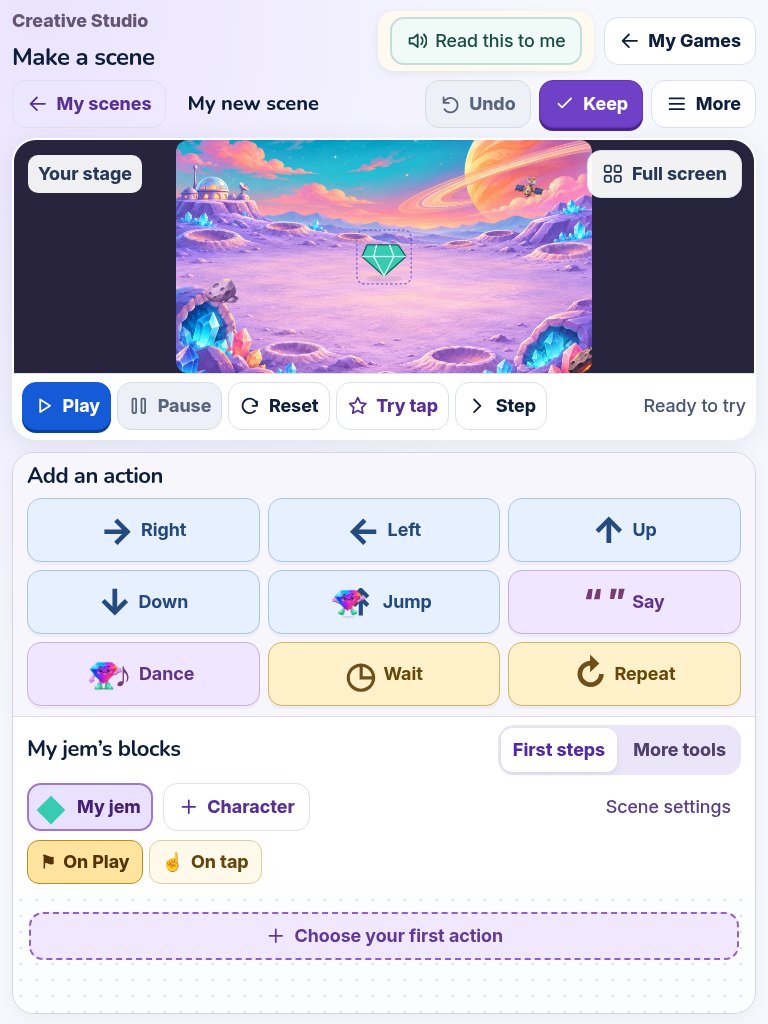 Creative Studio
Make a scene
Read this to me
My Games
My scenes
My new scene
Undo
Keep
More
Your stage
Full screen
Play
Pause
Reset
Try tap
Step
Ready to try
Add an action
Right
Left
Up
Down
Jump
“ ” Say
Dance
Wait
Repeat
My jem’s blocks
First steps
More tools
My jem
+ Character
Scene settings
On Play
On tap
+ Choose your first action